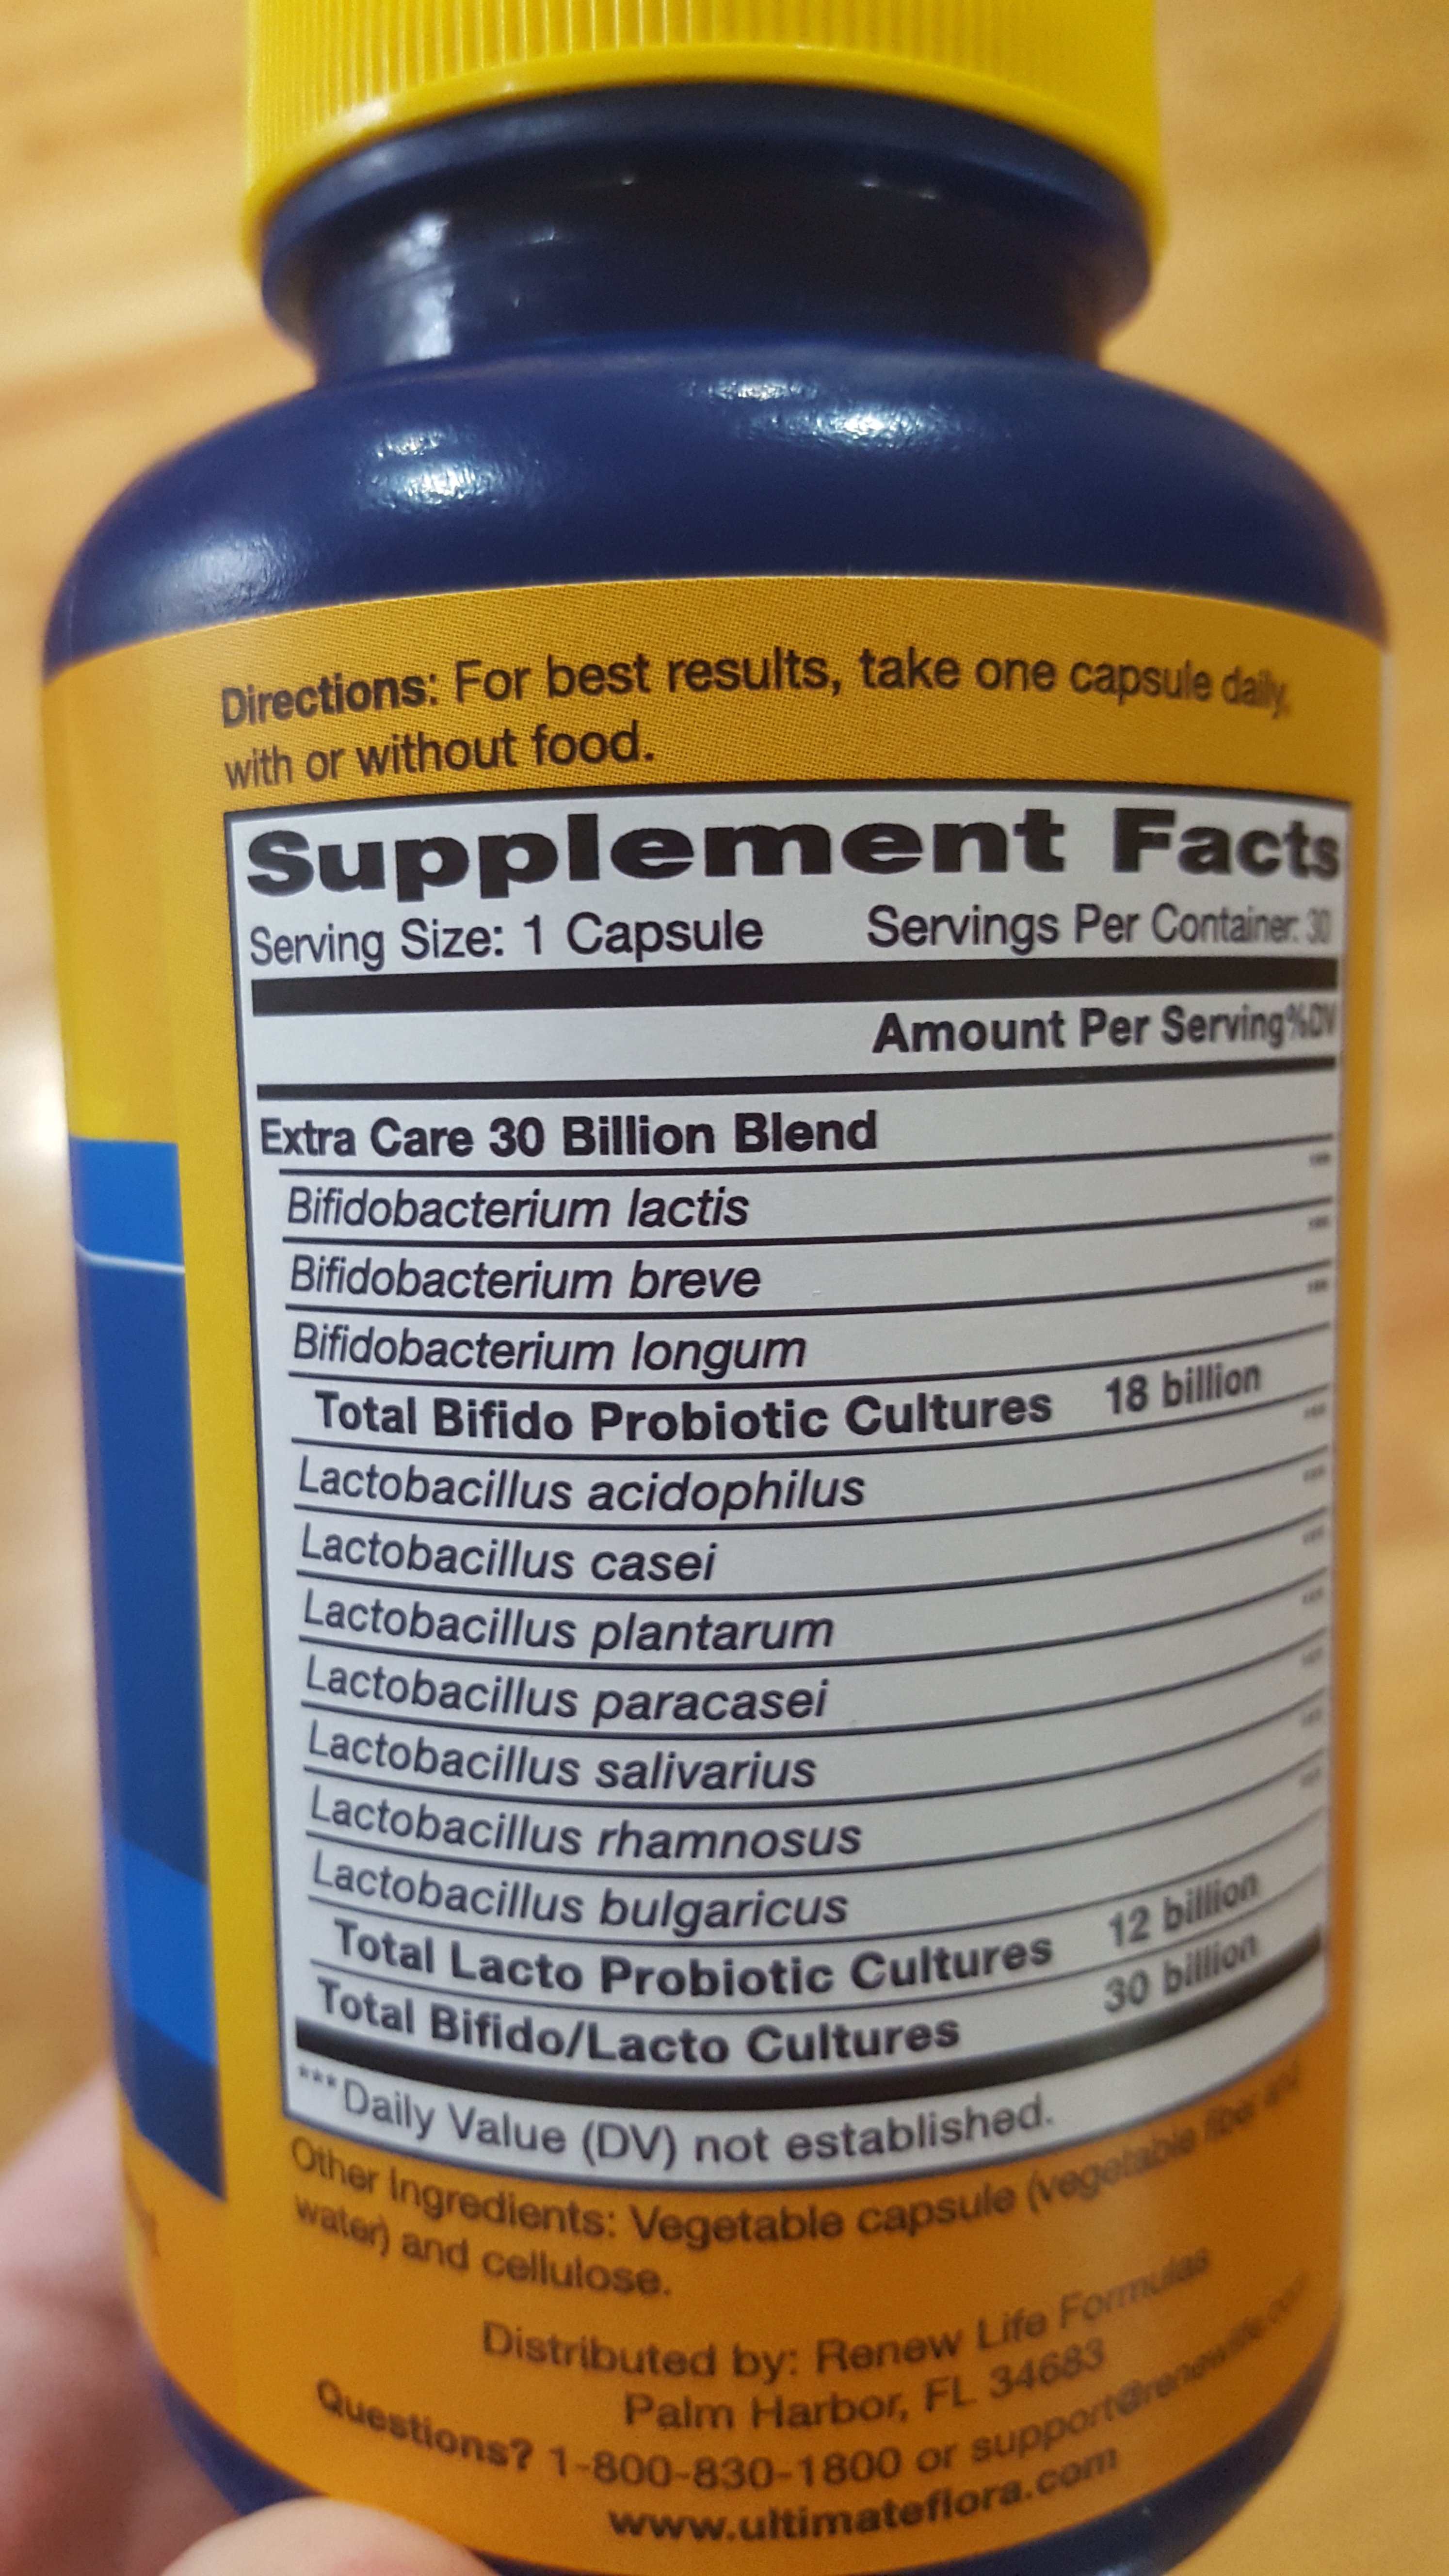 Directions: For best results, take one capsule daily,
with or without food.
Supplement Facts
Serving Size: 1 Capsule Servings Per Container: 30
Amount Per Serving %DV
Extra Care 30 Billion Blend
Bifidobacterium lactis ***
Bifidobacterium breve ***
Bifidobacterium longum ***
Total Bifido Probiotic Cultures 18 billion
Lactobacillus acidophilus ***
Lactobacillus casei ***
Lactobacillus plantarum ***
Lactobacillus paracasei ***
Lactobacillus salivarius ***
Lactobacillus rhamnosus ***
Lactobacillus bulgaricus ***
Total Lacto Probiotic Cultures 12 billion
Total Bifido/Lacto Cultures 30 billion
***Daily Value (DV) not established.
Other Ingredients: Vegetable capsule (vegetable fiber and
water) and cellulose.
Distributed by: Renew Life Formulas
Palm Harbor, FL 34683
Questions? 1-800-830-1800 or support@renewlife.com
www.ultimateflora.com